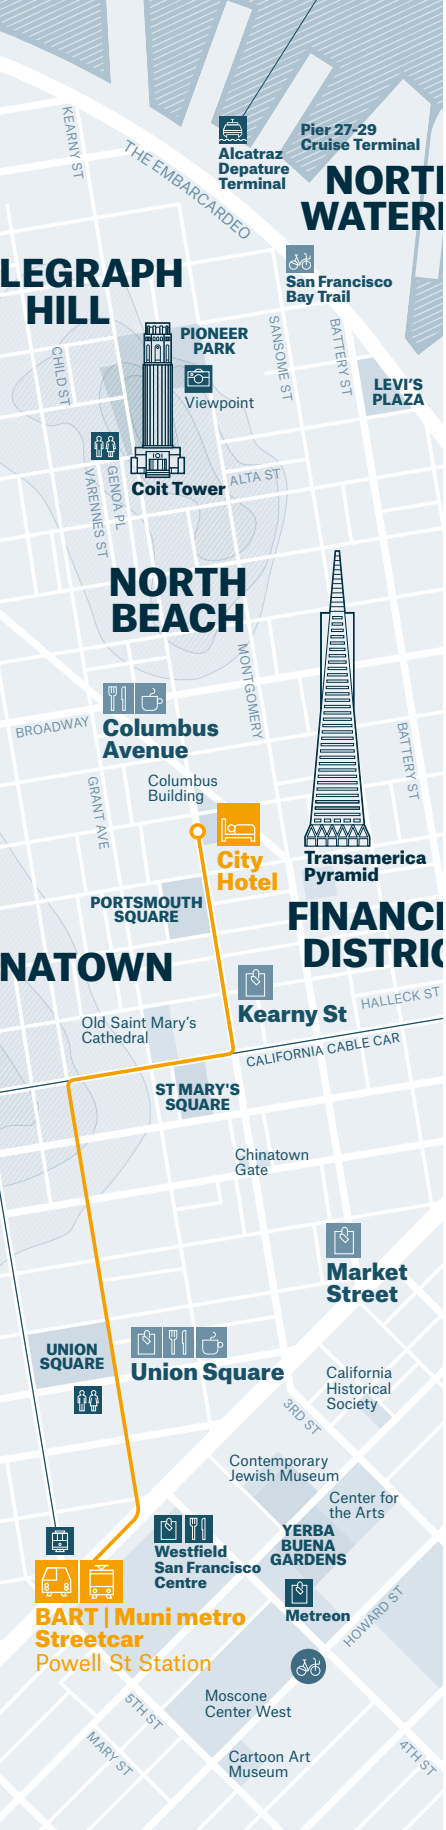 KEARNY ST
THE EMBARCARDEO
Alcatraz
Depature
Terminal
Pier 27-29
Cruise Terminal
NORT
WATER
San Francisco
Bay Trail
LEGRAPH
HILL
PIONEER
PARK
Viewpoint
SANSOME ST
BATTERY ST
LEVI'S
PLAZA
CHILD ST
GENOA PL
VARENNES ST
Coit Tower
ALTA ST
NORTH
BEACH
MONTGOMERY
BROADWAY
Columbus
Avenue
BATTERY ST
GRANT AVE
Columbus
Building
City
Hotel
Transamerica
Pyramid
PORTSMOUTH
SQUARE
FINANC
DISTRIC
NATOWN
Kearny St
HALLECK ST
Old Saint Mary's
Cathedral
CALIFORNIA CABLE CAR
ST MARY'S
SQUARE
Chinatown
Gate
Market
Street
UNION
SQUARE
Union Square
California
Historical
Society
3RD ST
Contemporary
Jewish Museum
Center for
the Arts
YERBA
BUENA
GARDENS
Westfield
San Francisco
Centre
Metreon
BART | Muni metro
Streetcar
Powell St Station
HOWARD ST
Moscone
Center West
5TH ST
MARY ST
Cartoon Art
Museum
4TH ST